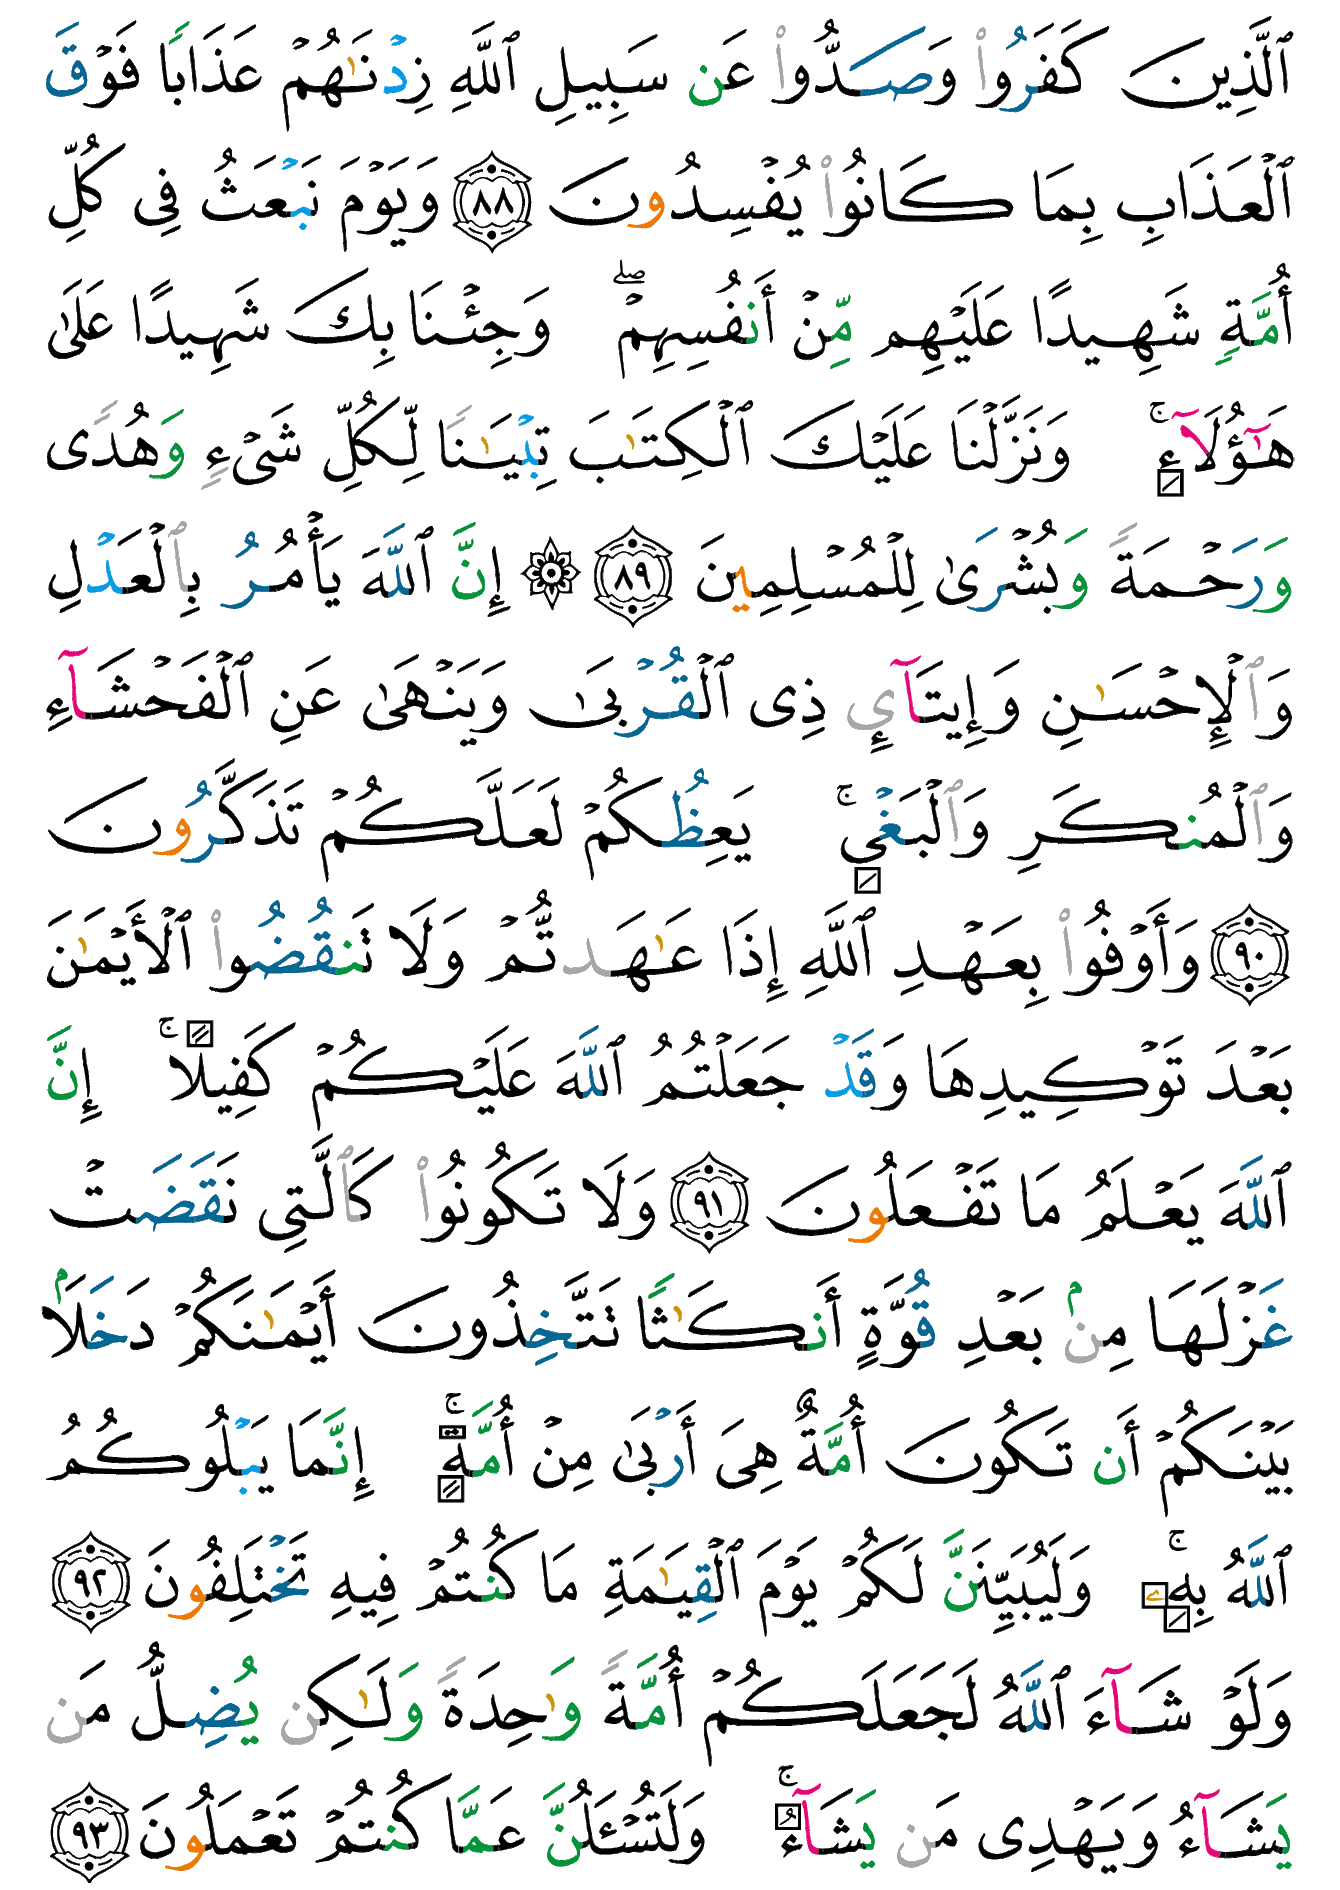 ٱلَّذِينَ كَفَرُوا۟ وَصَدُّوا۟ عَن سَبِيلِ ٱللَّهِ زِدْنَـٰهُمْ عَذَابًا فَوْقَ
ٱلْعَذَابِ بِمَا كَانُوا۟ يُفْسِدُونَ ٨٨ وَيَوْمَ نَبْعَثُ فِى كُلِّ
أُمَّةٍ شَهِيدًا عَلَيْهِم مِّنْ أَنفُسِهِمْ ۖ وَجِئْنَا بِكَ شَهِيدًا عَلَىٰ
هَـٰٓؤُلَآءِ ۚ وَنَزَّلْنَا عَلَيْكَ ٱلْكِتَـٰبَ تِبْيَـٰنًا لِّكُلِّ شَىْءٍ وَهُدًى
وَرَحْمَةً وَبُشْرَىٰ لِلْمُسْلِمِينَ ٨٩ ۞ إِنَّ ٱللَّهَ يَأْمُرُ بِٱلْعَدْلِ
وَٱلْإِحْسَـٰنِ وَإِيتَآئِ ذِى ٱلْقُرْبَىٰ وَيَنْهَىٰ عَنِ ٱلْفَحْشَآءِ
وَٱلْمُنكَرِ وَٱلْبَغْىِ ۚ يَعِظُكُمْ لَعَلَّكُمْ تَذَكَّرُونَ
٩٠ وَأَوْفُوا۟ بِعَهْدِ ٱللَّهِ إِذَا عَـٰهَدتُّمْ وَلَا تَنقُضُوا۟ ٱلْأَيْمَـٰنَ
بَعْدَ تَوْكِيدِهَا وَقَدْ جَعَلْتُمُ ٱللَّهَ عَلَيْكُمْ كَفِيلًا ۚ إِنَّ
ٱللَّهَ يَعْلَمُ مَا تَفْعَلُونَ ٩١ وَلَا تَكُونُوا۟ كَٱلَّتِى نَقَضَتْ
غَزْلَهَا مِنۢ بَعْدِ قُوَّةٍ أَنكَـٰثًا تَتَّخِذُونَ أَيْمَـٰنَكُمْ دَخَلًۢا
بَيْنَكُمْ أَن تَكُونَ أُمَّةٌ هِىَ أَرْبَىٰ مِنْ أُمَّةٍ ۚ إِنَّمَا يَبْلُوكُمُ
ٱللَّهُ بِهِۦ ۚ وَلَيُبَيِّنَنَّ لَكُمْ يَوْمَ ٱلْقِيَـٰمَةِ مَا كُنتُمْ فِيهِ تَخْتَلِفُونَ ٩٢
وَلَوْ شَآءَ ٱللَّهُ لَجَعَلَكُمْ أُمَّةً وَٰحِدَةً وَلَـٰكِن يُضِلُّ مَن
يَشَآءُ وَيَهْدِى مَن يَشَآءُ ۚ وَلَتُسْـَٔلُنَّ عَمَّا كُنتُمْ تَعْمَلُونَ ٩٣